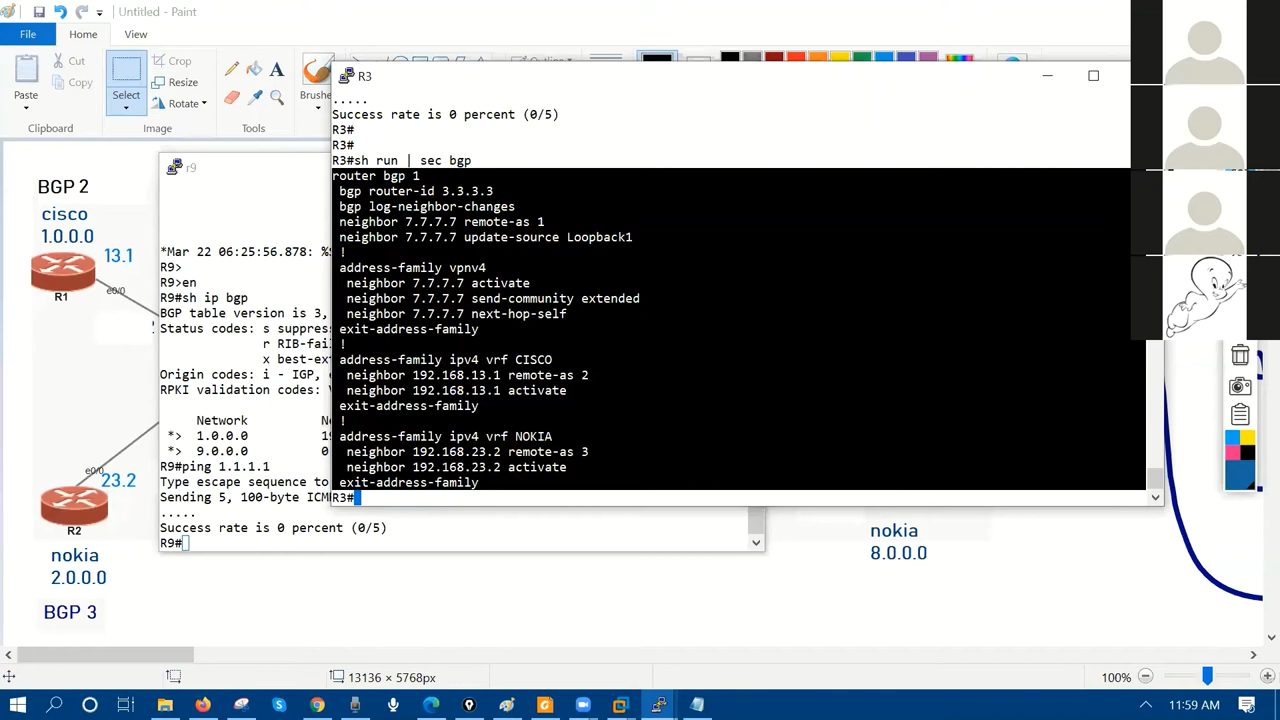 Untitled - Paint
File
Home
View
Paste
Cut
Copy
Clipboard
Select
Crop
Resize
Rotate
Image
Tools
Brushe
Outline
R3
.....
Success rate is 0 percent (0/5)
R3#
R3#
R3#sh run | sec bgp
router bgp 1
bgp router-id 3.3.3.3
bgp log-neighbor-changes
neighbor 7.7.7.7 remote-as 1
neighbor 7.7.7.7 update-source Loopback1
!
address-family vpnv4
neighbor 7.7.7.7 activate
neighbor 7.7.7.7 send-community extended
neighbor 7.7.7.7 next-hop-self
exit-address-family
!
address-family ipv4 vrf CISCO
neighbor 192.168.13.1 remote-as 2
neighbor 192.168.13.1 activate
exit-address-family
!
address-family ipv4 vrf NOKIA
neighbor 192.168.23.2 remote-as 3
neighbor 192.168.23.2 activate
exit-address-family
R3#
r9
*Mar 22 06:25:56.878: %S
R9>
R9>en
R9#sh ip bgp
BGP table version is 3,
Status codes: s suppres
r RIB-fai
x best-ex
Origin codes: i - IGP, e
RPKI validation codes: V
Network Ne
*> 1.0.0.0 19
*> 9.0.0.0 0
R9#ping 1.1.1.1
Type escape sequence to
Sending 5, 100-byte ICM
.....
Success rate is 0 percent (0/5)
R9#
BGP 2
cisco
1.0.0.0
13.1
e0/0
R1
e0/0
23.2
R2
nokia
2.0.0.0
BGP 3
nokia
8.0.0.0
13136 × 5768px
100%
11:59 AM